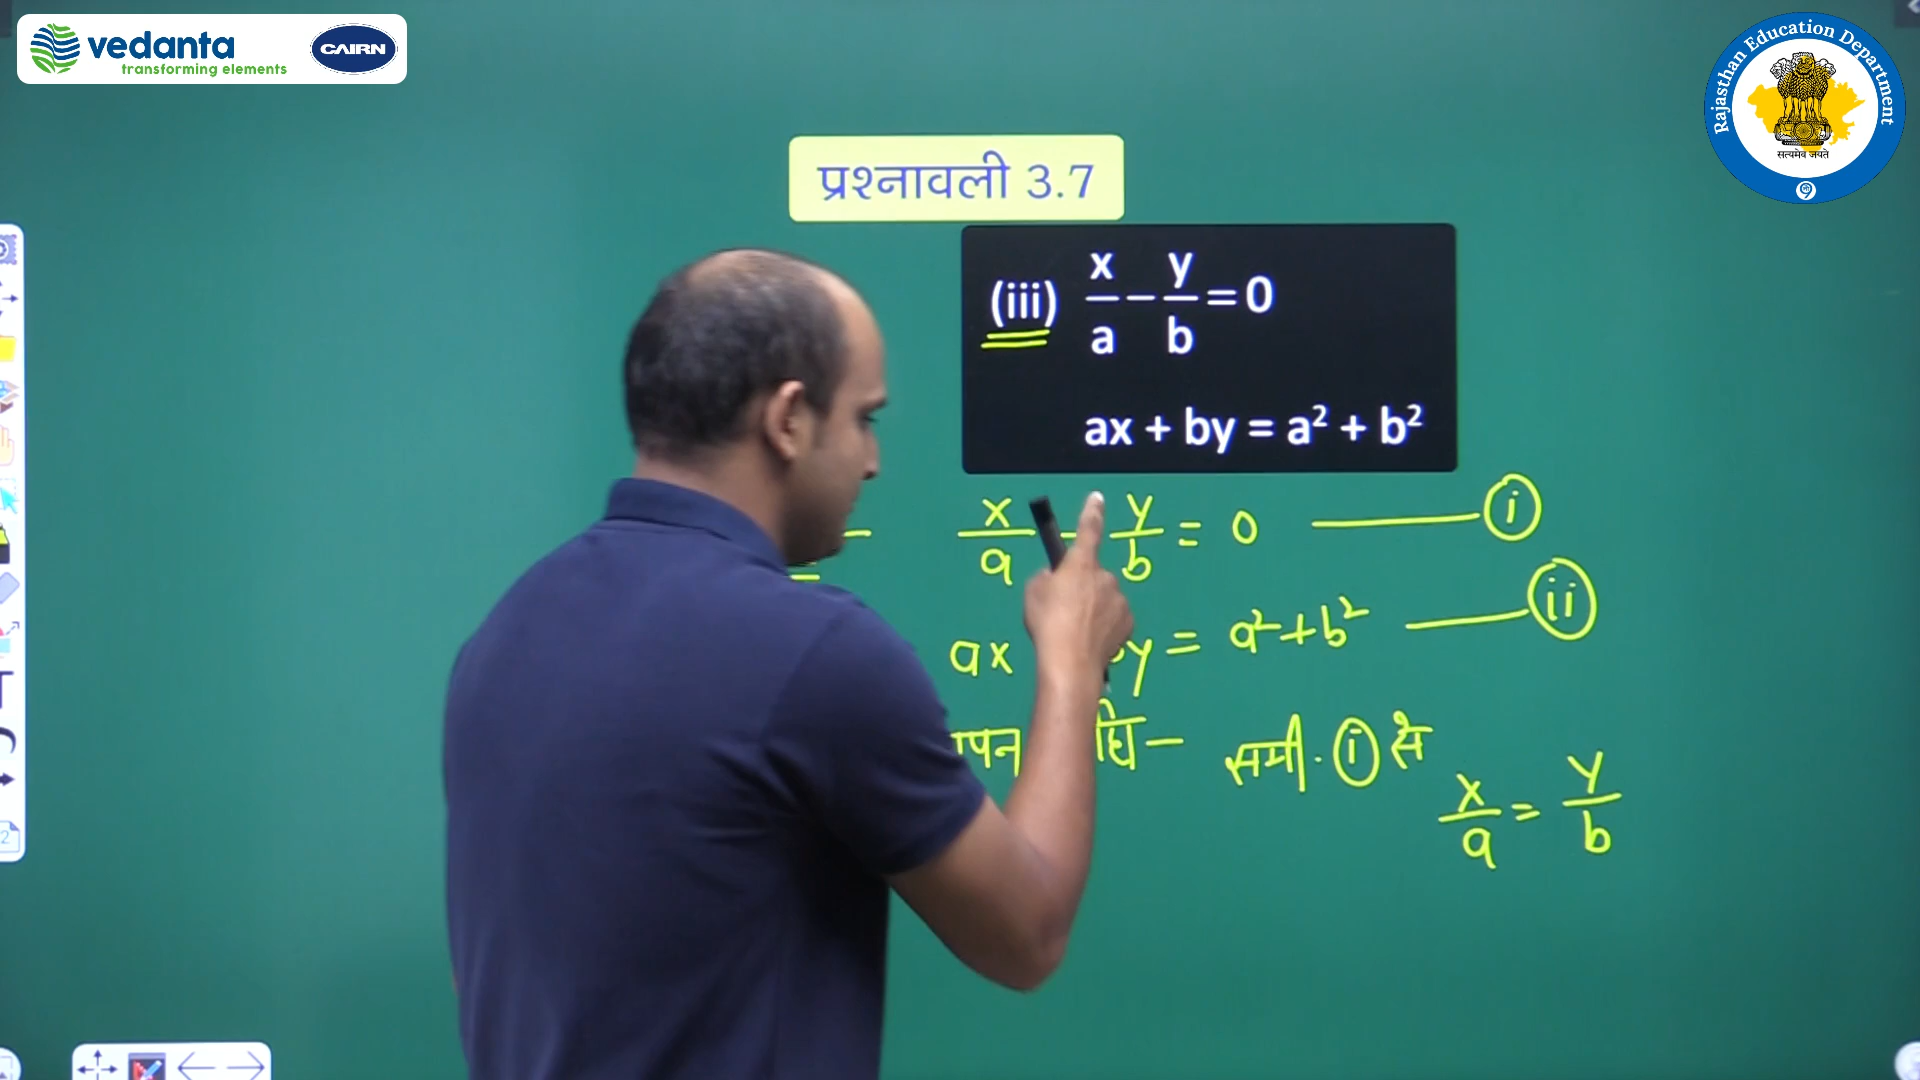 vedanta
transforming elements
CAIRN
Rajasthan Education Department
सत्यमेव जयते
प्रश्नावली 3.7
(iii) x/a − y/b = 0
ax + by = a² + b²
x/a − y/b = 0 —— (i)
ax y = a² + b² —— (ii)
समी. (i) से
x/a = y/b